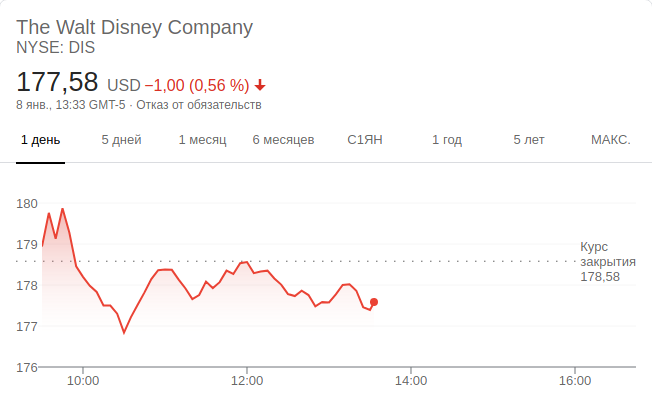 The Walt Disney Company
NYSE: DIS
177,58 USD −1,00 (0,56 %)
8 янв., 13:33 GMT-5 · Отказ от обязательств
1 день 5 дней 1 месяц 6 месяцев С1ЯН 1 год 5 лет МАКС.
180
179
Курс
закрытия
178,58
178
177
176
10:00 12:00 14:00 16:00